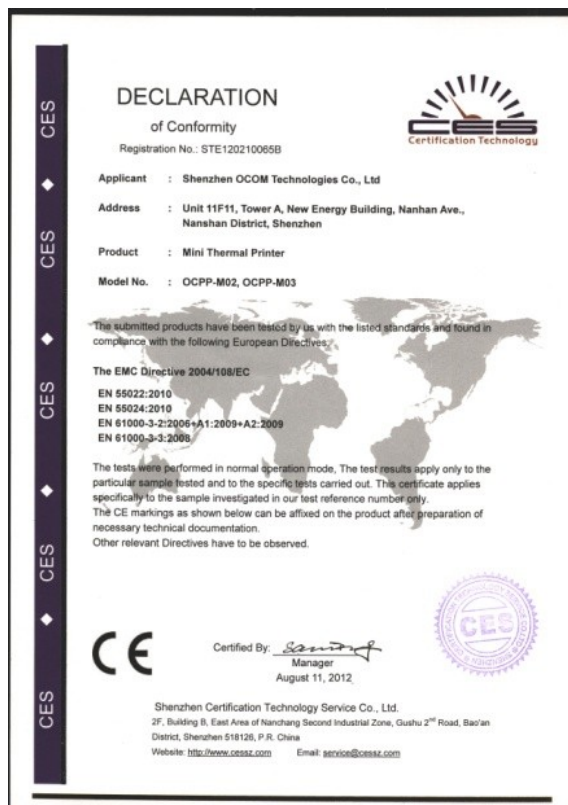 DECLARATION
of Conformity
Registration No.: STE120210065B
CES
Certification Technology
Applicant : Shenzhen OCOM Technologies Co., Ltd
Address : Unit 11F11, Tower A, New Energy Building, Nanhan Ave.,
Nanshan District, Shenzhen
Product : Mini Thermal Printer
Model No. : OCPP-M02, OCPP-M03
The submitted products have been tested by us with the listed standards and found in
compliance with the following European Directives:
The EMC Directive 2004/108/EC
EN 55022:2010
EN 55024:2010
EN 61000-3-2:2006+A1:2009+A2:2009
EN 61000-3-3:2008
The tests were performed in normal operation mode, The test results apply only to the
particular sample tested and to the specific tests carried out. This certificate applies
specifically to the sample investigated in our test reference number only.
The CE markings as shown below can be affixed on the product after preparation of
necessary technical documentation.
Other relevant Directives have to be observed.
CE
Certified By:
Manager
August 11, 2012
CES
Shenzhen Certification Technology Service Co., Ltd.
2F, Building B, East Area of Nanchang Second Industrial Zone, Gushu 2nd Road, Bao'an
District, Shenzhen 518126, P.R. China
Website: http://www.cessz.com Email: service@cessz.com
CES
CES
CES
CES
CES